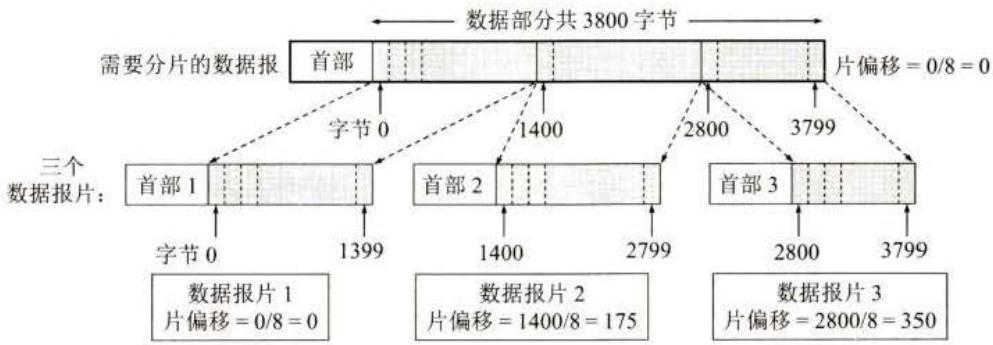 数据部分共 3800 字节
需要分片的数据报
首部
片偏移 = 0/8 = 0
字节 0
1400
2800
3799
三个
数据报片:
首部 1
首部 2
首部 3
字节 0
1399
1400
2799
2800
3799
数据报片 1
片偏移 = 0/8 = 0
数据报片 2
片偏移 = 1400/8 = 175
数据报片 3
片偏移 = 2800/8 = 350